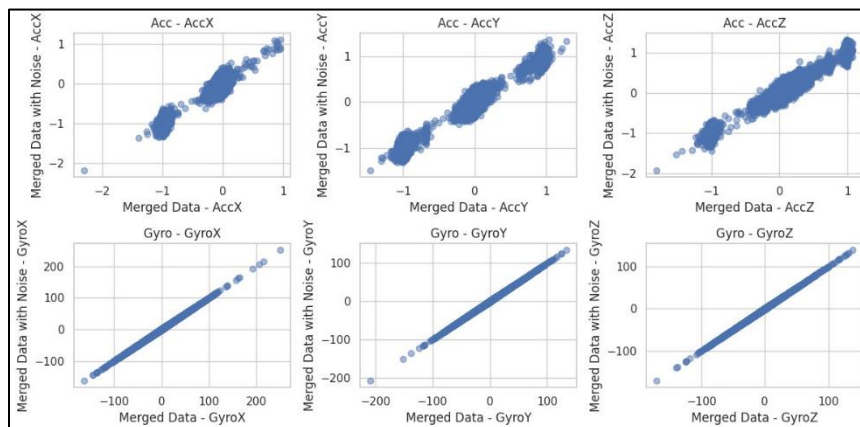 Acc - AccX
Merged Data with Noise - AccX
1
0
−1
−2
−2
−1
0
1
Merged Data - AccX
Acc - AccY
Merged Data with Noise - AccY
1
0
−1
−1
0
1
Merged Data - AccY
Acc - AccZ
Merged Data with Noise - AccZ
1
0
−1
−2
−1
0
1
Merged Data - AccZ
Gyro - GyroX
Merged Data with Noise - GyroX
200
100
0
−100
−100
0
100
200
Merged Data - GyroX
Gyro - GyroY
Merged Data with Noise - GyroY
100
0
−100
−200
−200
−100
0
100
Merged Data - GyroY
Gyro - GyroZ
Merged Data with Noise - GyroZ
100
0
−100
−100
0
100
Merged Data - GyroZ